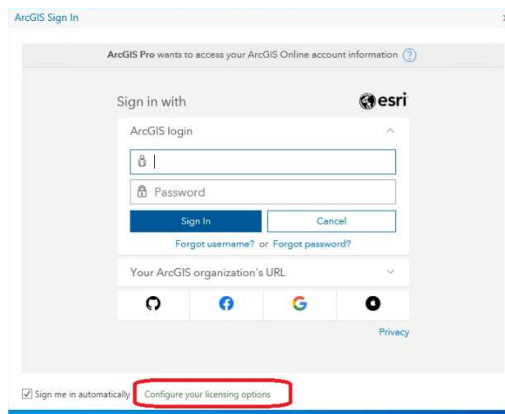 ArcGIS Sign In
ArcGIS Pro wants to access your ArcGIS Online account information ?
Sign in with esri
ArcGIS login
Password
Sign In Cancel
Forgot username? or Forgot password?
Your ArcGIS organization's URL
Privacy
Sign me in automatically Configure your licensing options